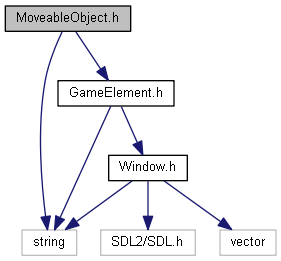 MoveableObject.h
GameElement.h
Window.h
string
SDL2/SDL.h
vector